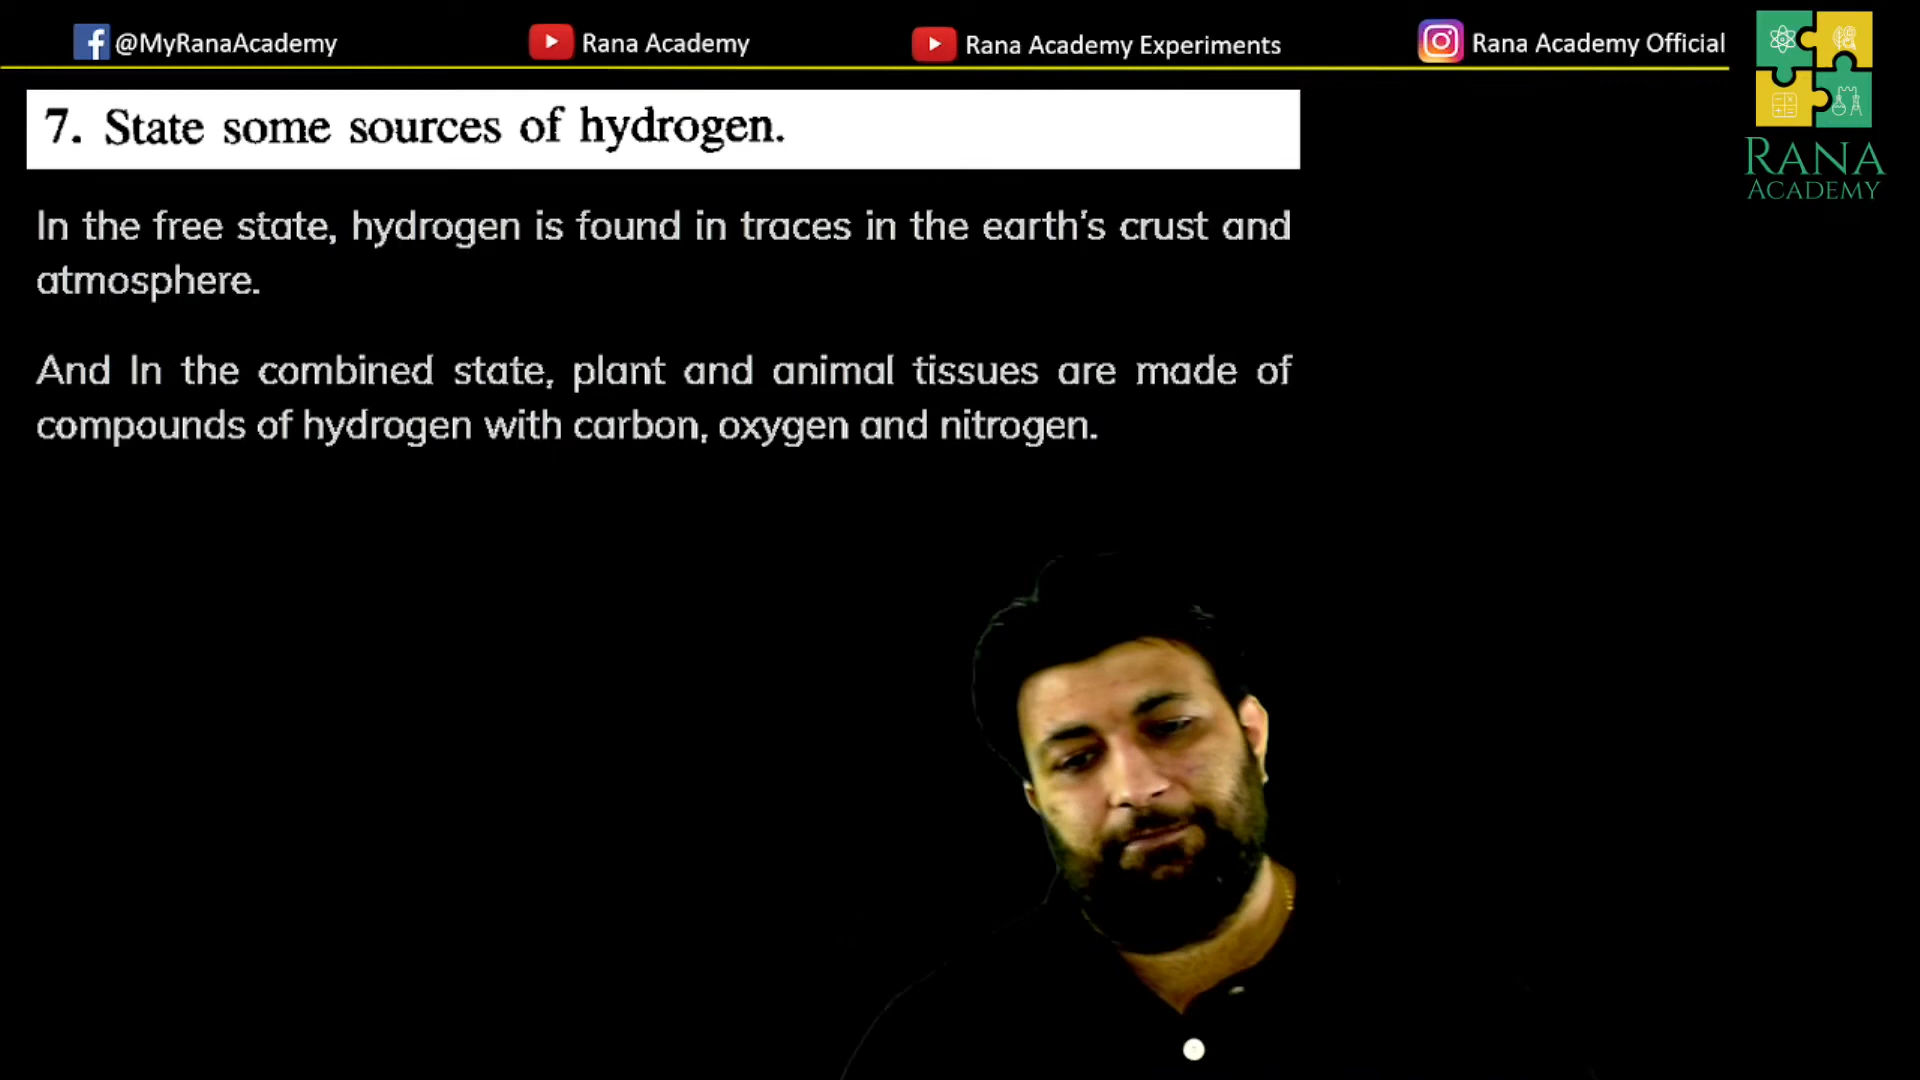 @MyRanaAcademy
Rana Academy
Rana Academy Experiments
Rana Academy Official
RANA
ACADEMY
7. State some sources of hydrogen.
In the free state, hydrogen is found in traces in the earth's crust and
atmosphere.
And In the combined state, plant and animal tissues are made of
compounds of hydrogen with carbon, oxygen and nitrogen.